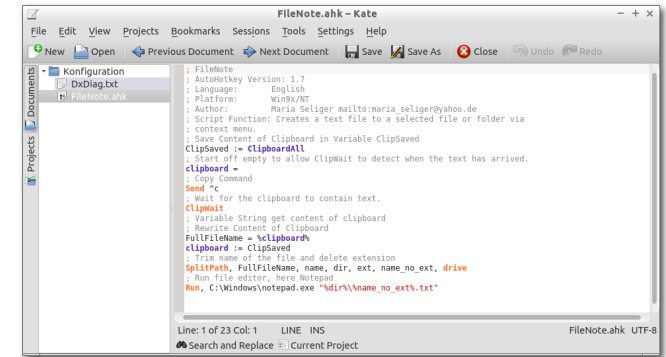 FileNote.ahk – Kate
File Edit View Projects Bookmarks Sessions Tools Settings Help
New Open Previous Document Next Document Save Save As Close Undo Redo
Documents
Projects
Konfiguration
DxDiag.txt
FileNote.ahk
; FileNote
; AutoHotkey Version: 1.7
; Language: English
; Platform: Win9x/NT
; Author: Maria Seliger mailto:maria_seliger@yahoo.de
; Script Function: Creates a text file to a selected file or folder via
; context menu.
; Save Content of Clipboard in Variable ClipSaved
ClipSaved := ClipboardAll
; Start off empty to allow ClipWait to detect when the text has arrived.
clipboard =
; Copy Command
Send ^c
; Wait for the clipboard to contain text.
ClipWait
; Variable String get content of clipboard
; Rewrite Content of Clipboard
FullFileName = %clipboard%
clipboard := ClipSaved
; Trim name of the file and delete extension
SplitPath, FullFileName, name, dir, ext, name_no_ext, drive
; Run file editor, here Notepad
Run, C:\Windows\notepad.exe "%dir%\%name_no_ext%.txt"
Line: 1 of 23 Col: 1 LINE INS FileNote.ahk UTF-8
Search and Replace Current Project